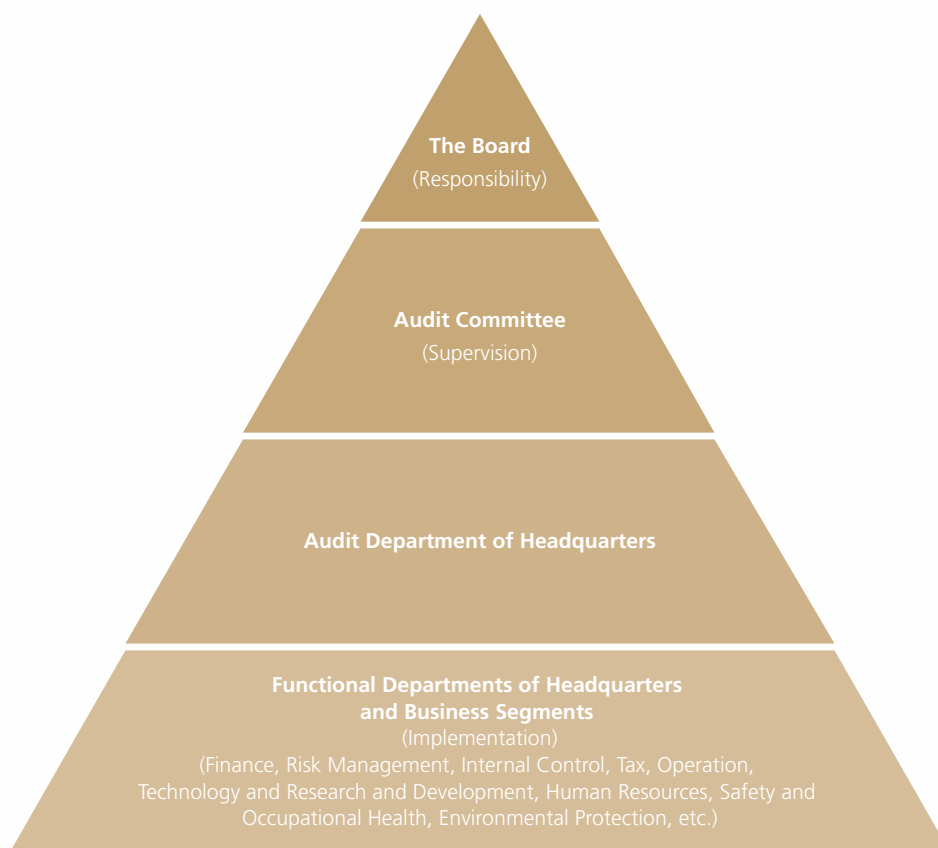 The Board
(Responsibility)
Audit Committee
(Supervision)
Audit Department of Headquarters
Functional Departments of Headquarters
and Business Segments
(Implementation)
(Finance, Risk Management, Internal Control, Tax, Operation,
Technology and Research and Development, Human Resources, Safety and
Occupational Health, Environmental Protection, etc.)